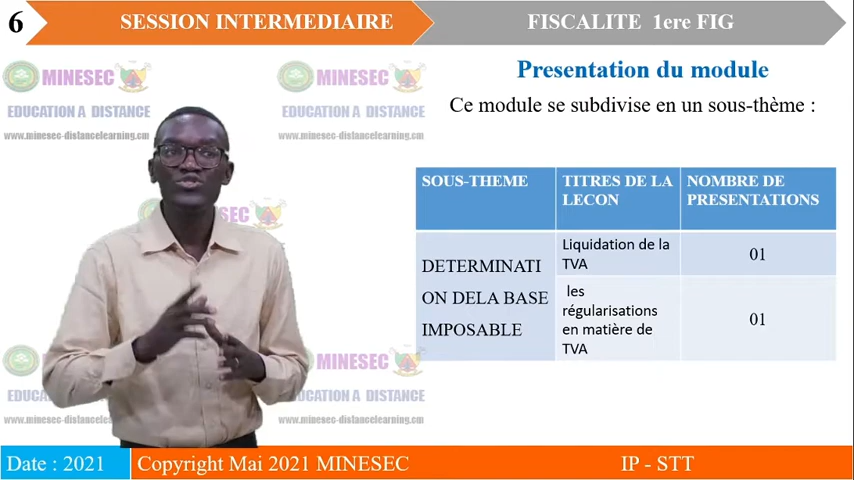 6
SESSION INTERMEDIAIRE
FISCALITE 1ere FIG
Presentation du module
Ce module se subdivise en un sous-thème :
MINESEC
EDUCATION A DISTANCE
www.minesec-distancelearning.cm
MINESEC
EDUCATION A DISTANCE
www.minesec-distancelearning.cm
SOUS-THEME
TITRES DE LA
LECON
NOMBRE DE
PRESENTATIONS
DETERMINATI
ON DELA BASE
IMPOSABLE
Liquidation de la
TVA
01
les
régularisations
en matière de
TVA
01
MINESEC
EDUCATION A DISTANCE
www.minesec-distancelearning.cm
Date : 2021
Copyright Mai 2021 MINESEC
IP - STT